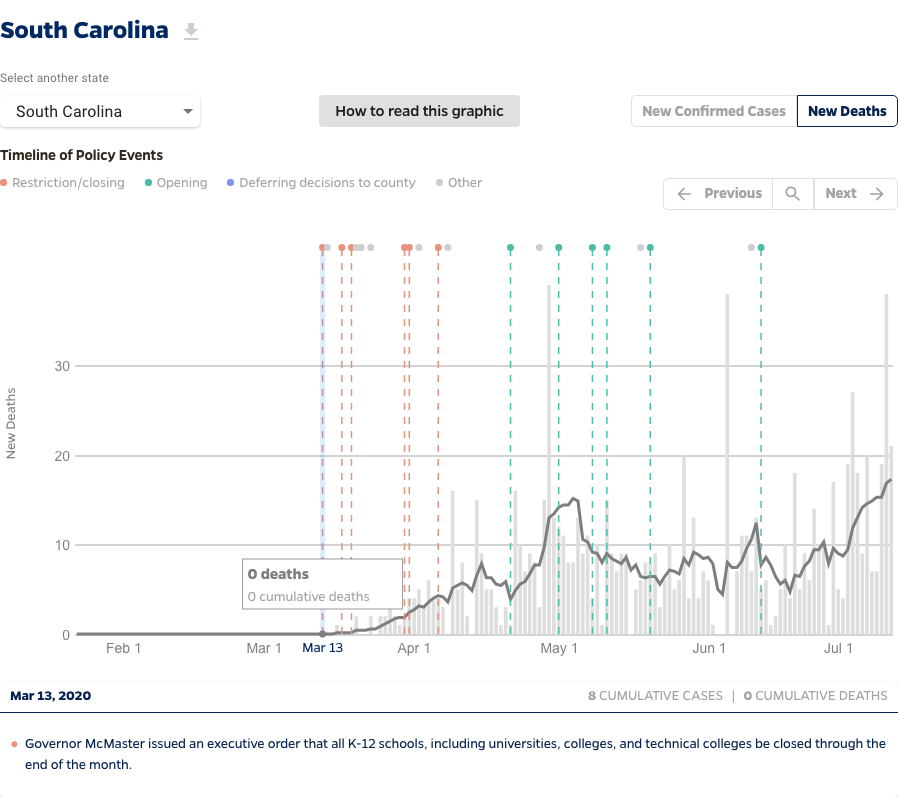 South Carolina
Select another state
South Carolina
How to read this graphic
New Confirmed Cases
New Deaths
Timeline of Policy Events
Restriction/closing
Opening
Deferring decisions to county
Other
Previous
Next
New Deaths
30
20
10
0
0 deaths
0 cumulative deaths
Feb 1
Mar 1
Mar 13
Apr 1
May 1
Jun 1
Jul 1
Mar 13, 2020
8 CUMULATIVE CASES | 0 CUMULATIVE DEATHS
Governor McMaster issued an executive order that all K-12 schools, including universities, colleges, and technical colleges be closed through the
end of the month.